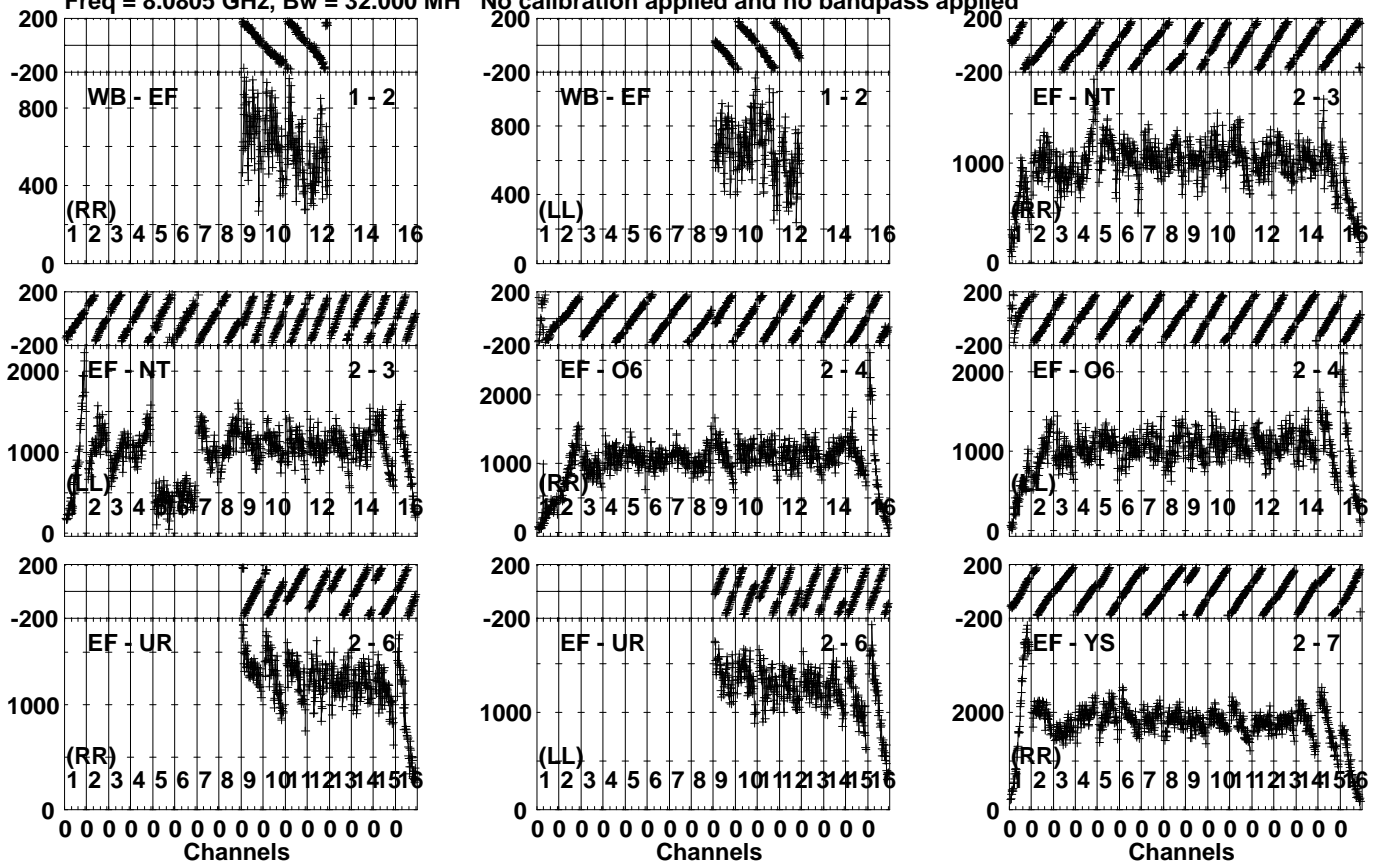 Freq = 8.0805 GHz, Bw = 32.000 MH No calibration applied and no bandpass applied
200 200 200
-200 -200 -200
WB - EF 1 - 2 WB - EF 1 - 2 EF - NT 2 - 3
800 800 1000
400 400
(RR) (LL) (RR)
1 2 3 4 5 6 7 8 9 10 12 14 16 1 2 3 4 5 6 7 8 9 10 12 14 16 1 2 3 4 5 6 7 8 9 10 12 14 16
0 0 0
200 200 200
-200 -200 -200
EF - NT 2 - 3 EF - O6 2 - 4 EF - O6 2 - 4
2000 2000 2000
1000 1000 1000
(LL) (RR) (LL)
1 2 3 4 5 6 7 8 9 10 12 14 16 1 2 3 4 5 6 7 8 9 10 12 14 16 1 2 3 4 5 6 7 8 9 10 12 14 16
0 0 0
200 200 200
-200 -200 -200
EF - UR 2 - 6 EF - UR 2 - 6 EF - YS 2 - 7
1000 1000 2000
(RR) (LL) (RR)
1 2 3 4 5 6 7 8 9 10 11 12 13 14 15 16 1 2 3 4 5 6 7 8 9 10 11 12 13 14 15 16 1 2 3 4 5 6 7 8 9 10 11 12 13 14 15 16
0 0 0
0 0 0 0 0 0 0 0 0 0 0 0 0 0 0 0 0 0 0 0 0 0 0 0 0 0 0 0 0 0 0 0 0 0 0 0 0 0 0 0 0 0 0 0 0 0 0 0
Channels Channels Channels